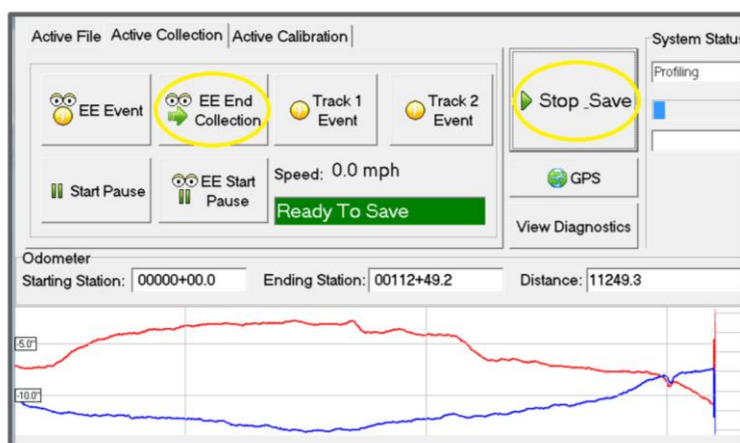 Active File Active Collection Active Calibration
System Status
Profiling
EE Event
EE End
Collection
Track 1
Event
Track 2
Event
Stop _Save
Start Pause
EE Start
Pause
Speed: 0.0 mph
Ready To Save
GPS
View Diagnostics
Odometer
Starting Station: 00000+00.0 Ending Station: 00112+49.2 Distance: 11249.3
-5.0"
-10.0"